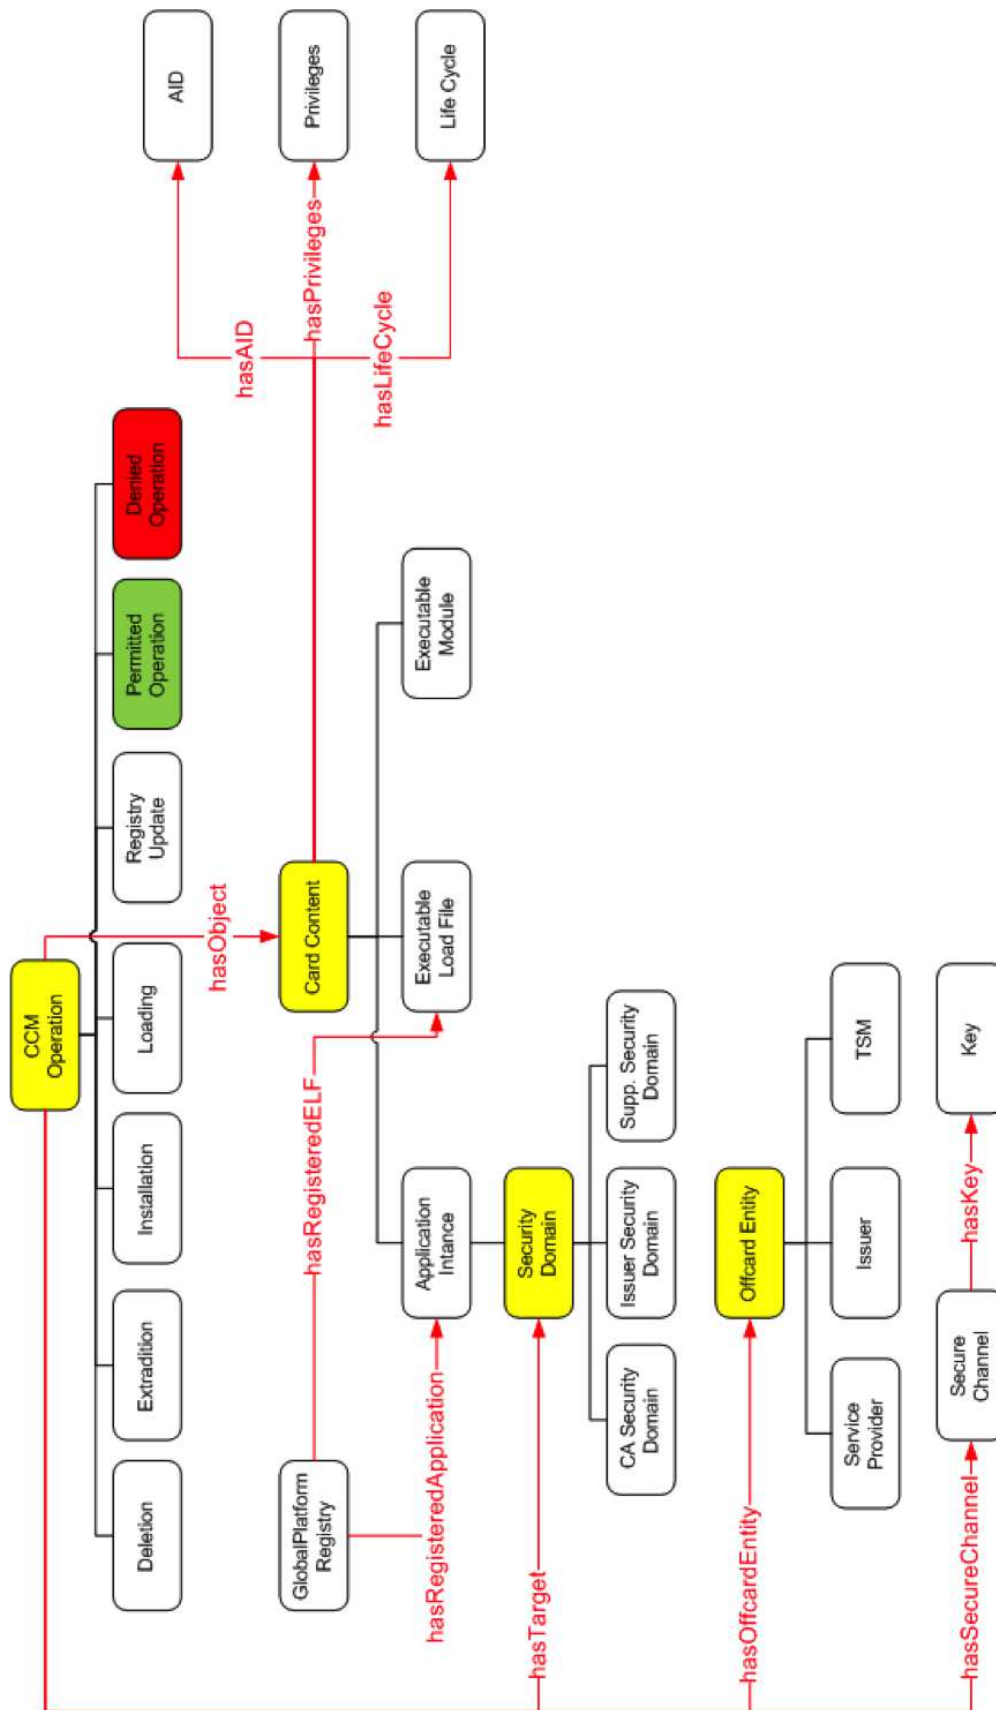 CCM
Operation
Deletion
Extradition
Installation
Loading
Registry
Update
Permitted
Operation
Denied
Operation
hasObject
hasAID
AID
GlobalPlatform
Registry
hasRegisteredELF
Card Content
hasPrivileges
Privileges
hasLifeCycle
Life Cycle
hasRegisteredApplication
Application
Intance
Executable
Load File
Executable
Module
hasTarget
Security
Domain
CA Security
Domain
Issuer Security
Domain
Supp. Security
Domain
hasOffcardEntity
Offcard Entity
Service
Provider
Issuer
TSM
hasSecureChannel
Secure
Channel
hasKey
Key